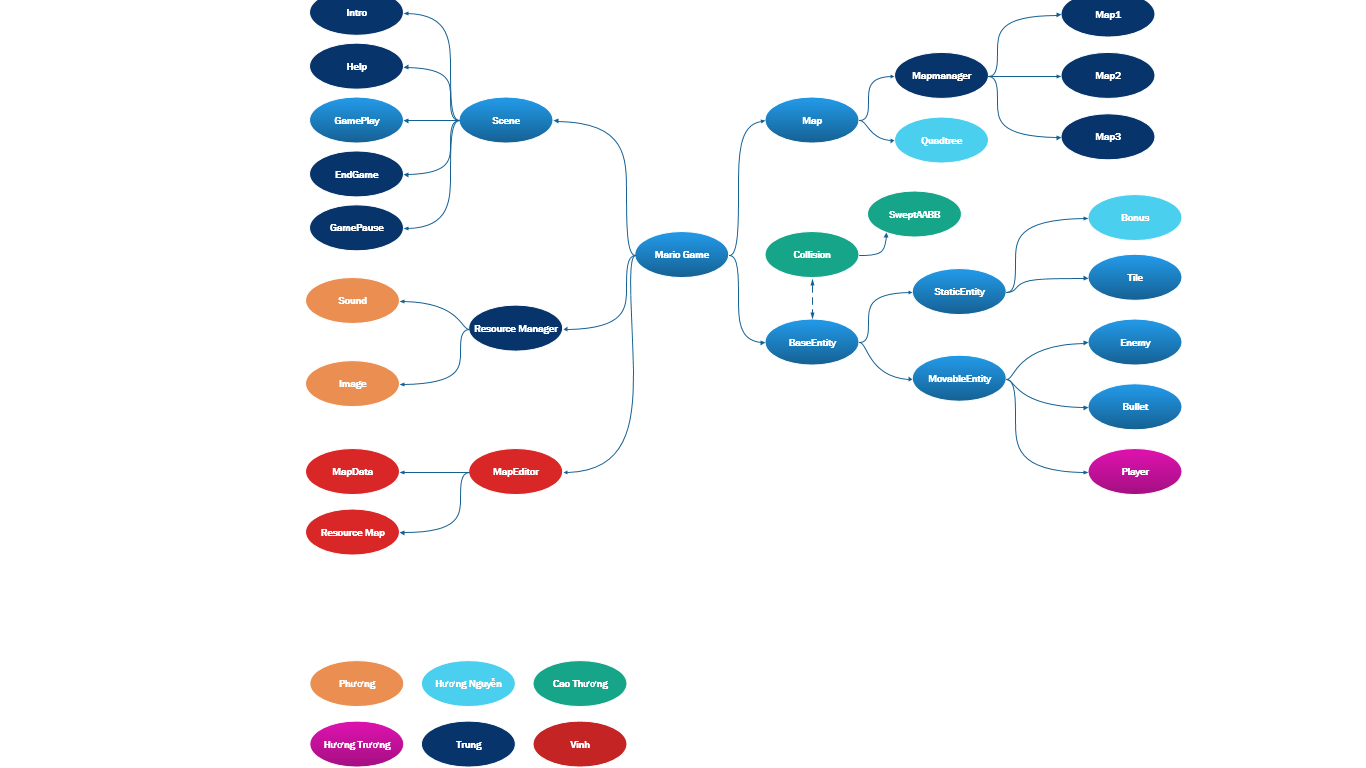 Intro
Help
GamePlay
EndGame
GamePause
Scene
Sound
Image
Resource Manager
MapData
Resource Map
MapEditor
Mario Game
Map
Mapmanager
Quadtree
Map1
Map2
Map3
SweptAABB
Collision
BaseEntity
StaticEntity
MovableEntity
Bonus
Tile
Enemy
Bullet
Player
Phương
Hương Nguyễn
Cao Thương
Hương Trương
Trung
Vinh